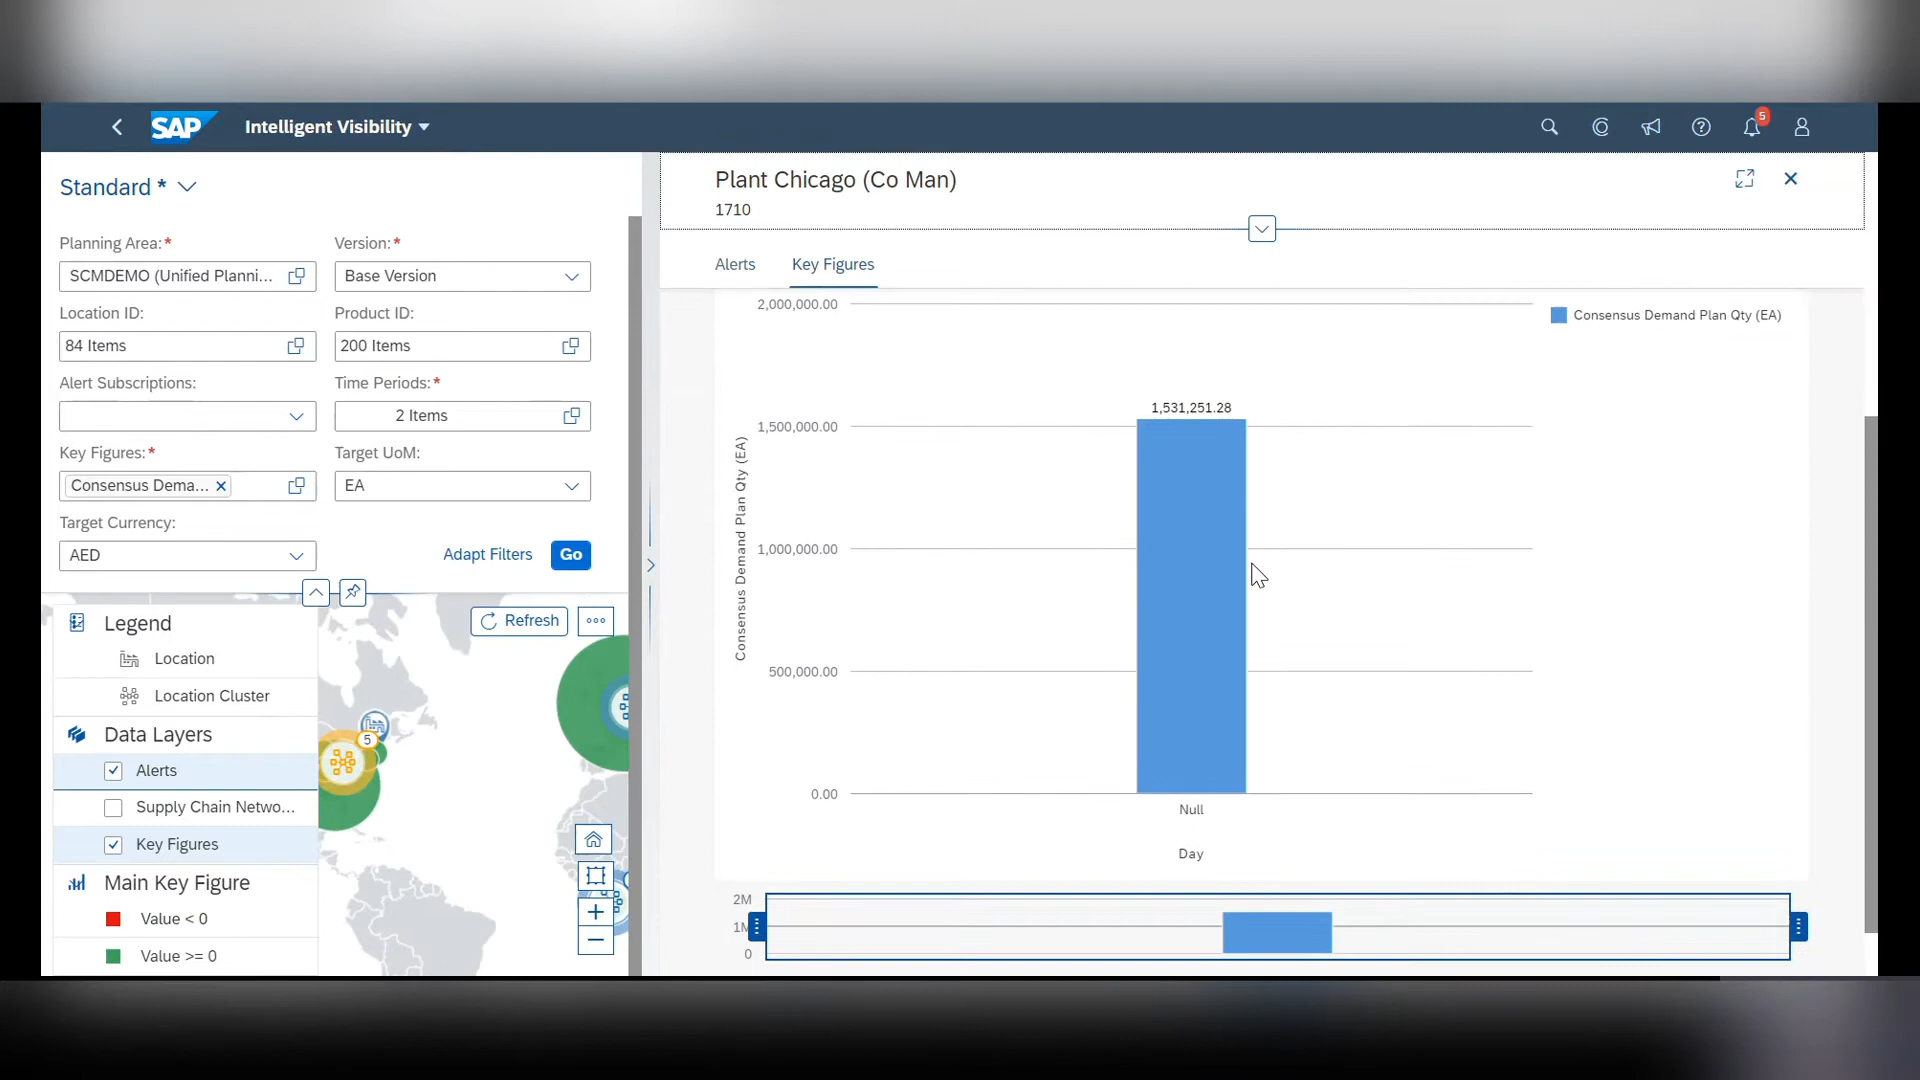 SAP Intelligent Visibility
5
Standard *
Planning Area:* Version:*
SCMDEMO (Unified Planni... Base Version
Location ID: Product ID:
84 Items 200 Items
Alert Subscriptions: Time Periods:*
2 Items
Key Figures:* Target UoM:
Consensus Dema... EA
Target Currency:
AED Adapt Filters Go
Legend Refresh
Location
Location Cluster
Data Layers
5
Alerts
Supply Chain Netwo...
Key Figures
Main Key Figure
Value < 0
Value >= 0
Plant Chicago (Co Man)
1710
Alerts Key Figures
2,000,000.00
Consensus Demand Plan Qty (EA)
1,531,251.28
1,500,000.00
1,000,000.00
500,000.00
0.00
Consensus Demand Plan Qty (EA)
Null
Day
2M
1M
0